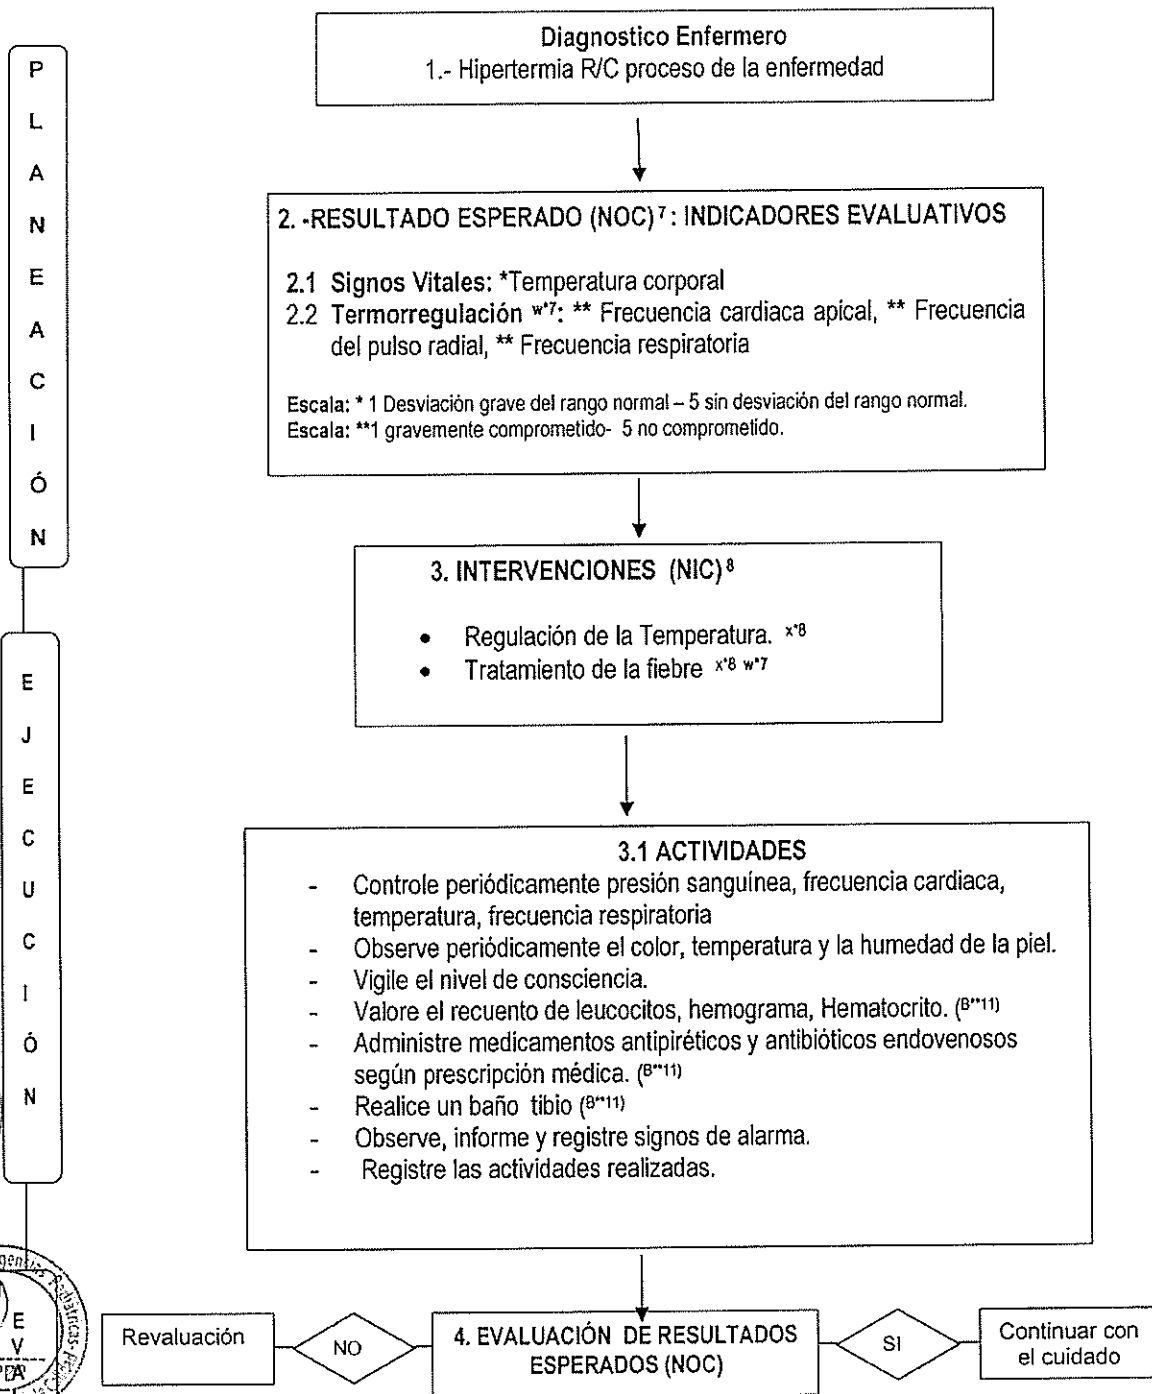 Diagnostico Enfermero
1.- Hipertermia R/C proceso de la enfermedad
P
L
A
N
E
A
C
I
Ó
N
2. -RESULTADO ESPERADO (NOC)⁷: INDICADORES EVALUATIVOS
2.1 Signos Vitales: *Temperatura corporal
2.2 Termorregulación w*7: ** Frecuencia cardiaca apical, ** Frecuencia
del pulso radial, ** Frecuencia respiratoria
Escala: * 1 Desviación grave del rango normal – 5 sin desviación del rango normal.
Escala: **1 gravemente comprometido- 5 no comprometido.
3. INTERVENCIONES (NIC)⁸
• Regulación de la Temperatura. x*8
• Tratamiento de la fiebre x*8 w*7
E
J
E
C
U
C
I
Ó
N
3.1 ACTIVIDADES
- Controle periódicamente presión sanguínea, frecuencia cardiaca,
temperatura, frecuencia respiratoria
- Observe periódicamente el color, temperatura y la humedad de la piel.
- Vigile el nivel de consciencia.
- Valore el recuento de leucocitos, hemograma, Hematocrito. (B**11)
- Administre medicamentos antipiréticos y antibióticos endovenosos
según prescripción médica. (B**11)
- Realice un baño tibio (B**11)
- Observe, informe y registre signos de alarma.
- Registre las actividades realizadas.
E
V
A
Revaluación
NO
4. EVALUACIÓN DE RESULTADOS
ESPERADOS (NOC)
SI
Continuar con
el cuidado